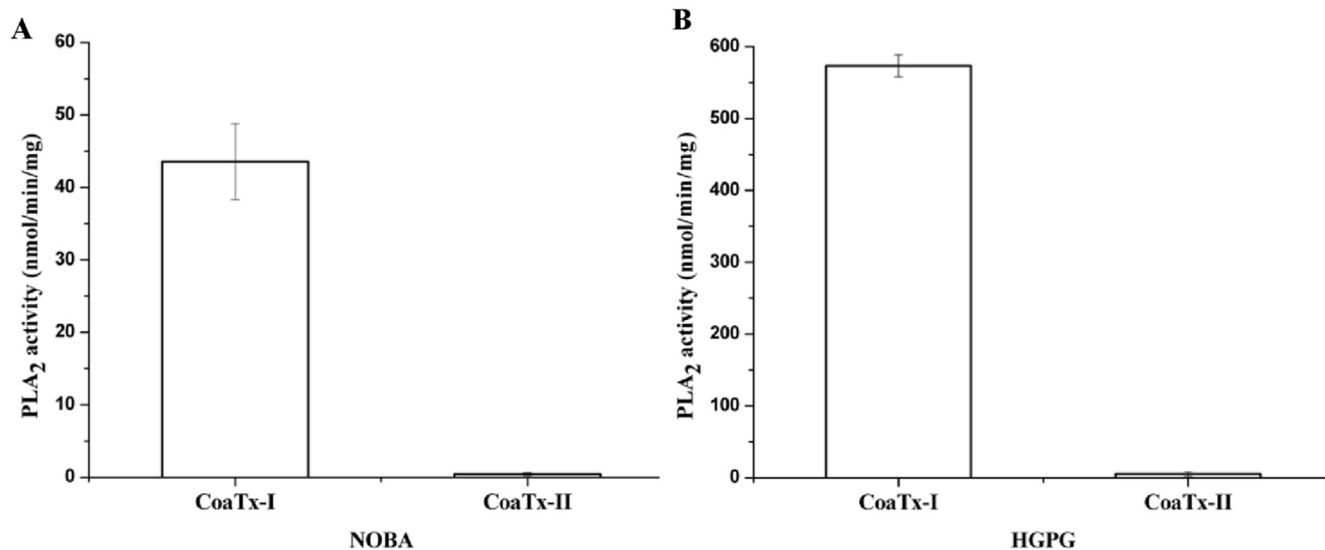 A
PLA2 activity (nmol/min/mg)
60
50
40
30
20
10
0
CoaTx-I CoaTx-II
NOBA
B
PLA2 activity (nmol/min/mg)
600
500
400
300
200
100
0
CoaTx-I CoaTx-II
HGPG